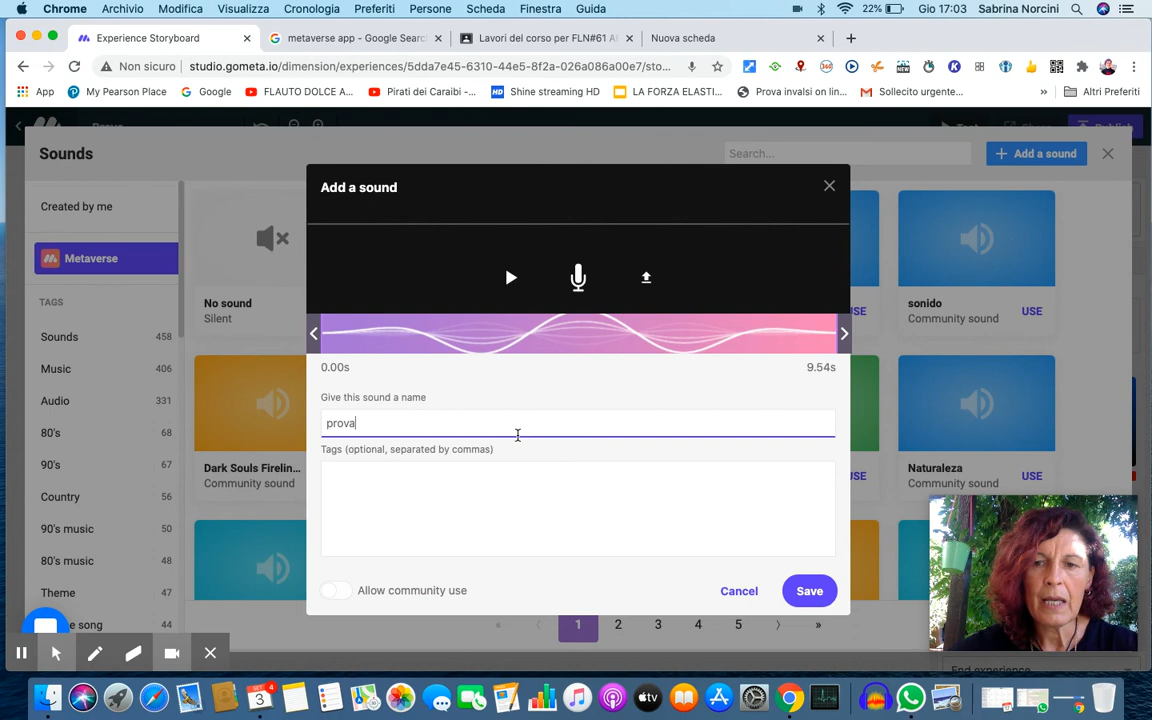 Chrome Archivio Modifica Visualizza Cronologia Preferiti Persone Scheda Finestra Guida 22% Gio 17:03 Sabrina Norcini
Experience Storyboard metaverse app - Google Searc Lavori del corso per FLN#61 Al Nuova scheda
Non sicuro studio.gometa.io/dimension/experiences/5dda7e45-6310-44e5-8f2a-026a086a00e7/sto...
App My Pearson Place Google FLAUTO DOLCE A... Pirati dei Caraibi -... Shine streaming HD LA FORZA ELASTI... Prova invalsi on lin... Sollecito urgente... » Altri Preferiti
Sounds Search... + Add a sound
Created by me
Metaverse
TAGS
Sounds 458
Music 406
Audio 331
80's 68
90's 67
Country 56
90's music 50
80's music 48
Theme 47
e song 44
No sound
Silent
Dark Souls Firelin...
Community sound
sonido
Community sound
USE
Naturaleza
Community sound
USE
Add a sound
0.00s 9.54s
Give this sound a name
prova
Tags (optional, separated by commas)
Allow community use Cancel Save
« ‹ 1 2 3 4 5 › »
End experience